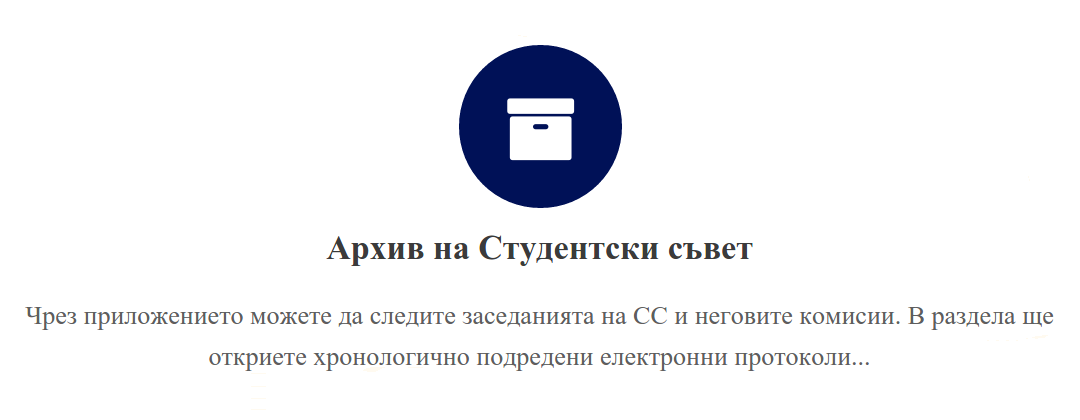 Архив на Студентски съвет
Чрез приложението можете да следите заседанията на СС и неговите комисии. В раздела ще
откриете хронологично подредени електронни протоколи...